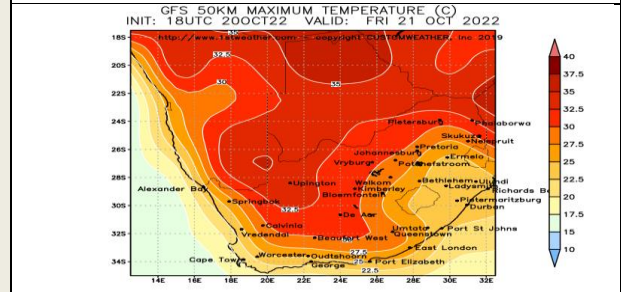 GFS 50KM MAXIMUM TEMPERATURE (C)
INIT: 18UTC 20OCT22 VALID: FRI 21 OCT 2022
http://www.1stweather.com -- copyright CUSTOMWEATHER, Inc 2019
18S
20S
22S
24S
26S
28S
30S
32S
34S
32.5
30
35
Pietersburg
Phalaborwa
Skukuza
Nelspruit
Pretoria
Johannesburg
Ermelo
Vryburg
Potchefstroom
Bethlehem
Ulundi
Welkom
Ladysmith
Upington
Kimberley
Richards B
Alexander Bay
Bloemfontein
Springbok
Pietermaritzburg
Durban
32.5
De Aar
Calvinia
Umtata
Port St Johns
Vredendal
Beaufort West
Queenstown
30
East London
27.5
Worcester
Oudtshoorn
Cape Town
25
Port Elizabeth
George
22.5
14E 16E 18E 20E 22E 24E 26E 28E 30E 32E
40
37.5
35
32.5
30
27.5
25
22.5
20
17.5
15
10